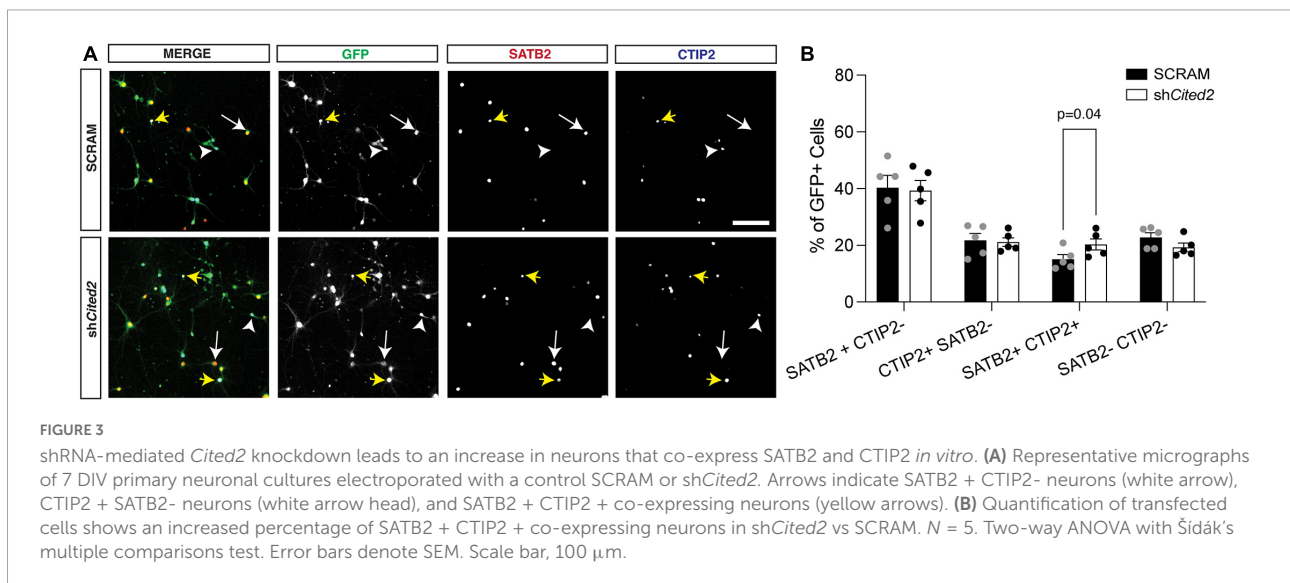 A
MERGE
GFP
SATB2
CTIP2
SCRAM
shCited2
B
SCRAM
shCited2
p=0.04
% of GFP+ Cells
80
60
40
20
0
SATB2 + CTIP2-
CTIP2+ SATB2-
SATB2+ CTIP2+
SATB2- CTIP2-
FIGURE 3
shRNA-mediated Cited2 knockdown leads to an increase in neurons that co-express SATB2 and CTIP2 in vitro. (A) Representative micrographs
of 7 DIV primary neuronal cultures electroporated with a control SCRAM or shCited2. Arrows indicate SATB2 + CTIP2- neurons (white arrow),
CTIP2 + SATB2- neurons (white arrow head), and SATB2 + CTIP2 + co-expressing neurons (yellow arrows). (B) Quantification of transfected
cells shows an increased percentage of SATB2 + CTIP2 + co-expressing neurons in shCited2 vs SCRAM. N = 5. Two-way ANOVA with Šídák’s
multiple comparisons test. Error bars denote SEM. Scale bar, 100 μm.